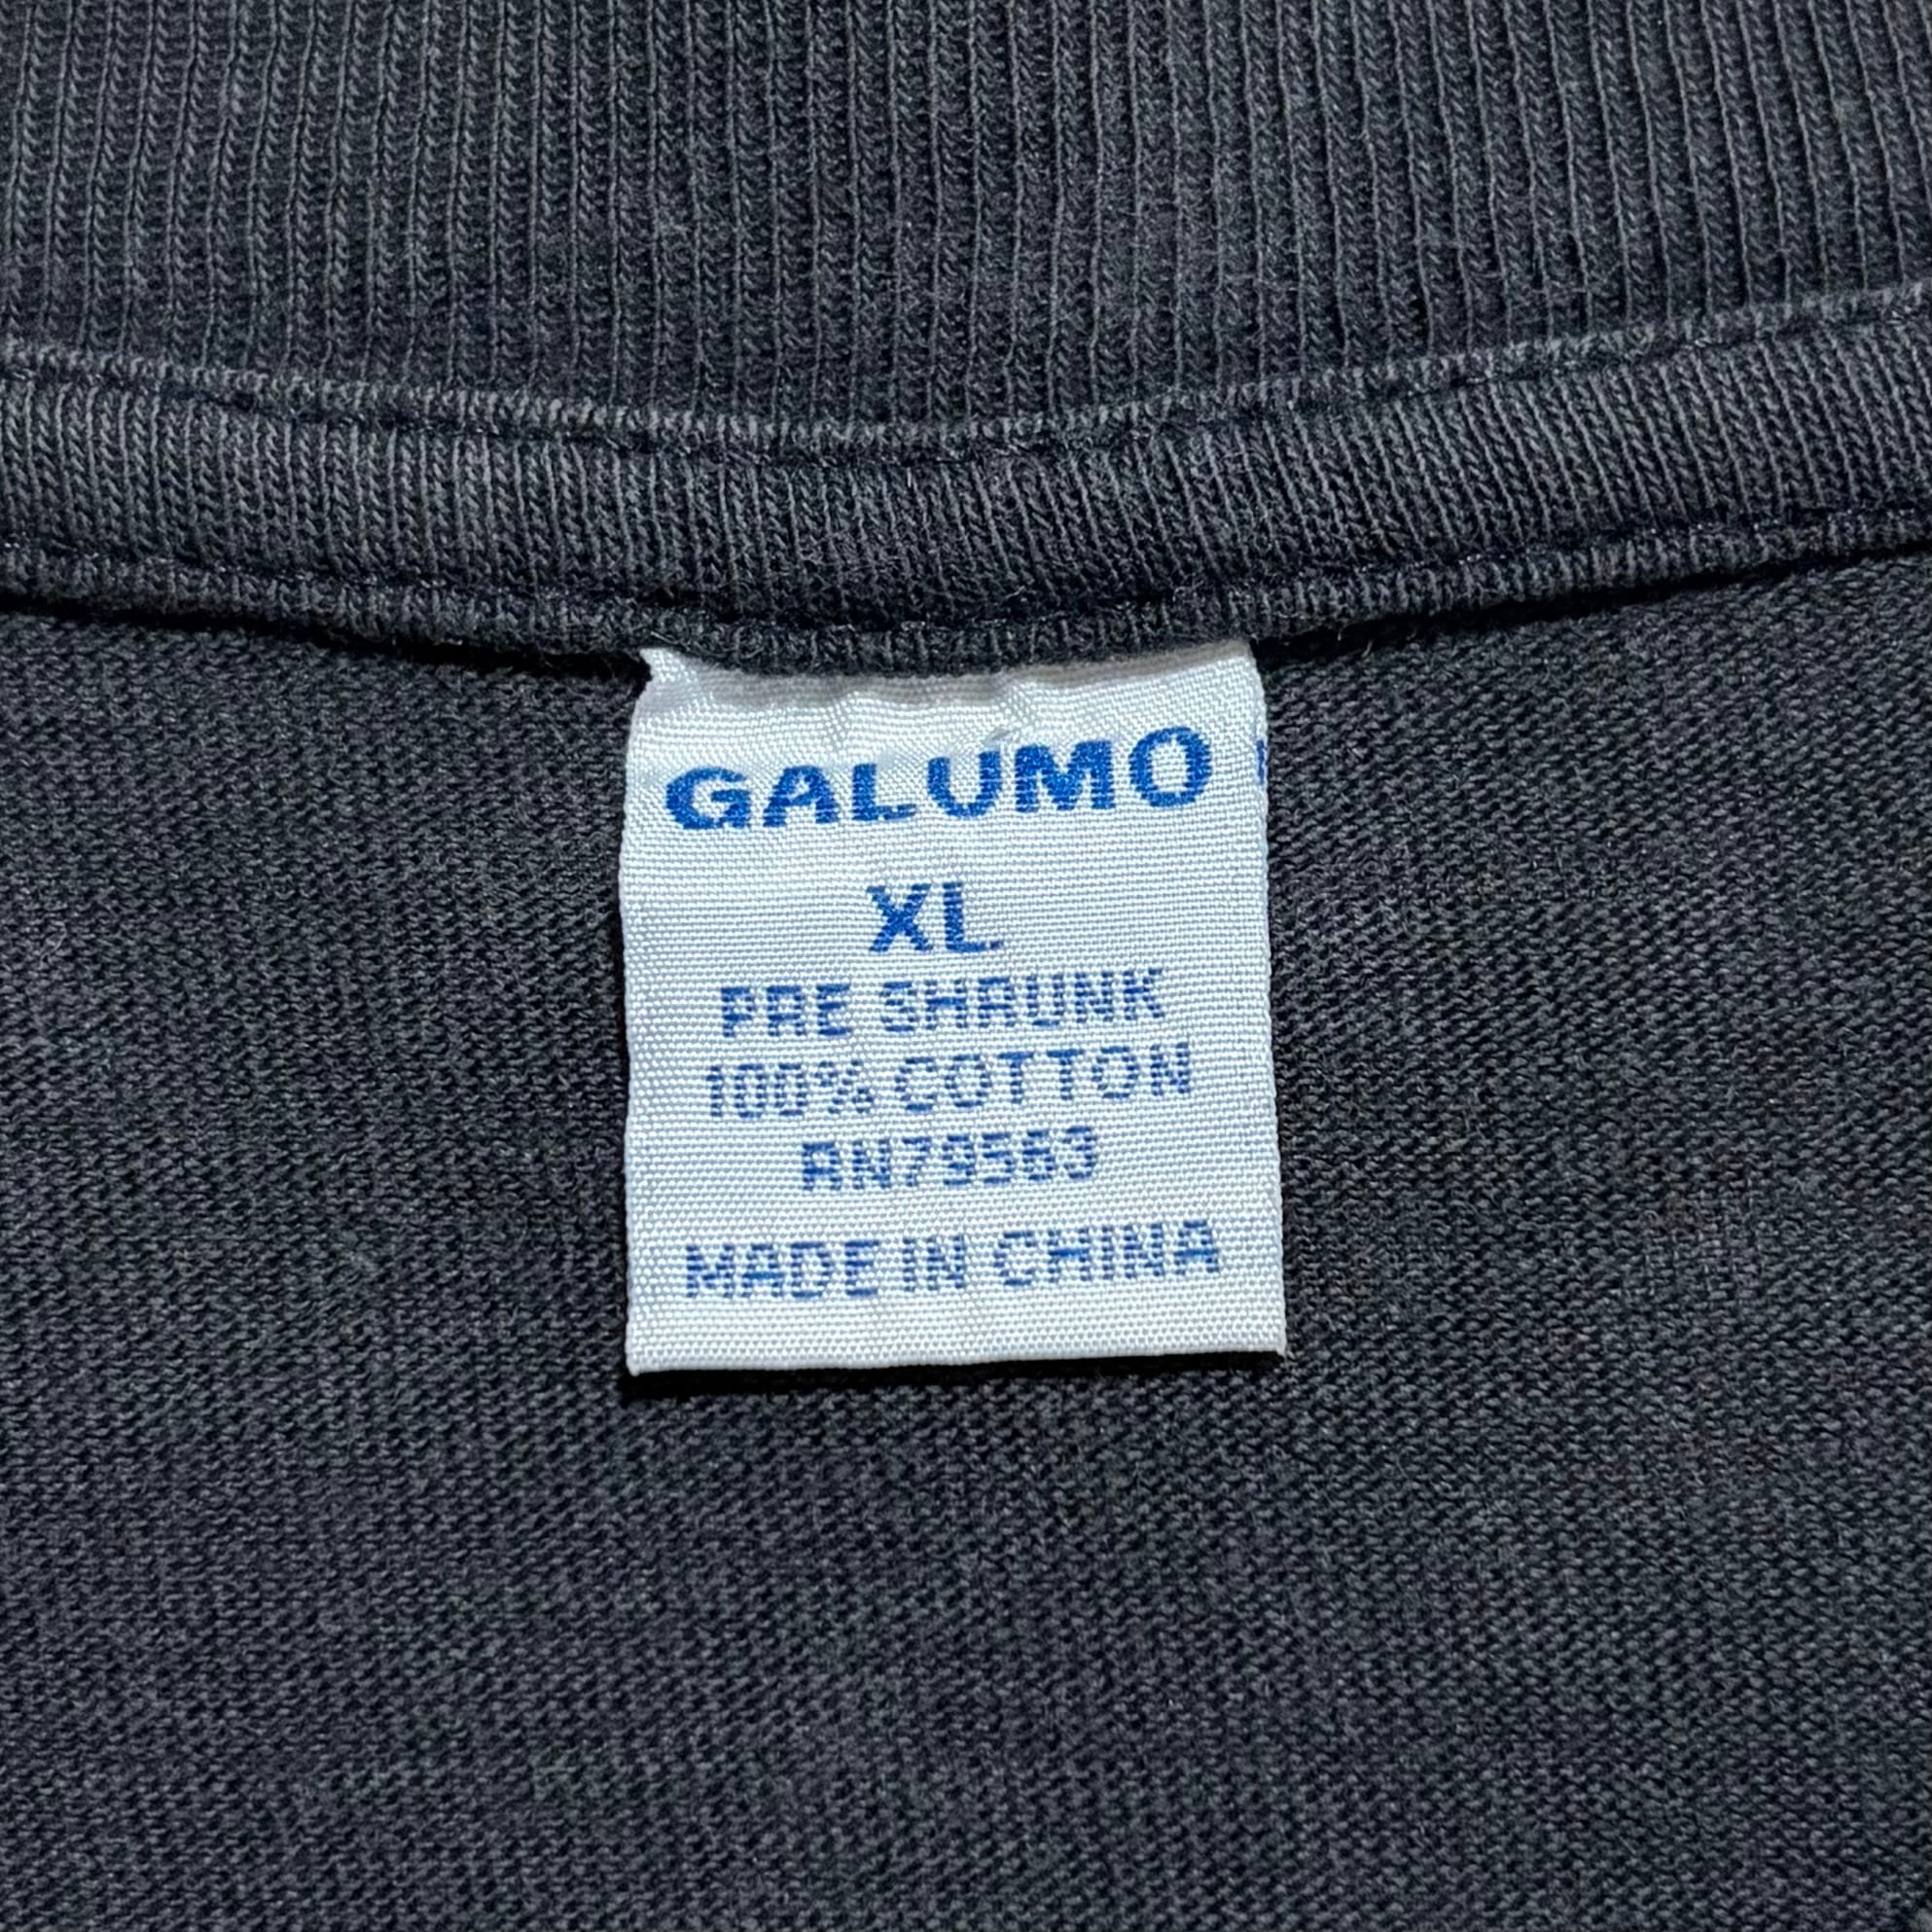 GALUMO
XL
PRE SHRUNK
100% COTTON
RN79563
MADE IN CHINA